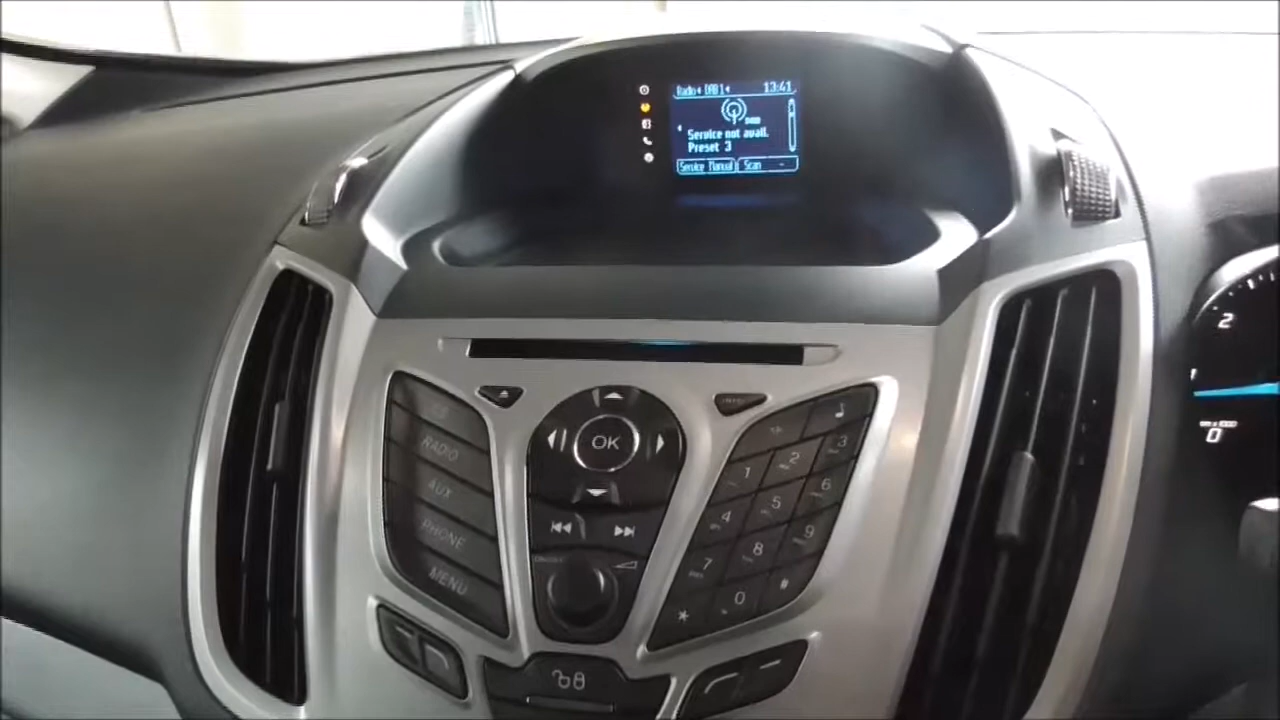 Radio DAB1 13:41
Service not avail.
Preset 3
Service Manual Scan
RADIO
AUX
PHONE
MENU
OK
1 2 3
4 5 6
7 8 9
* 0 #
2
0